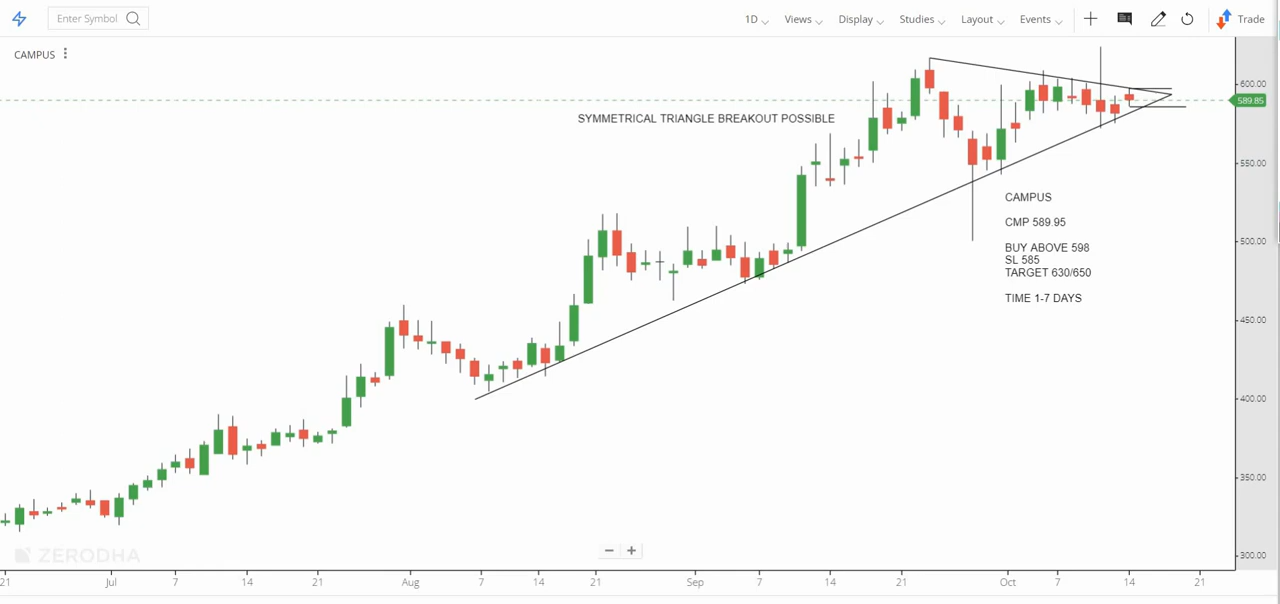 Enter Symbol
1D Views Display Studies Layout Events Trade
CAMPUS
600.00
589.85
SYMMETRICAL TRIANGLE BREAKOUT POSSIBLE
550.00
CAMPUS
CMP 589.95
500.00
BUY ABOVE 598
SL 585
TARGET 630/650
TIME 1-7 DAYS
450.00
400.00
350.00
ZERODHA
300.00
21 Jul 7 14 21 Aug 7 14 21 Sep 7 14 21 Oct 7 14 21